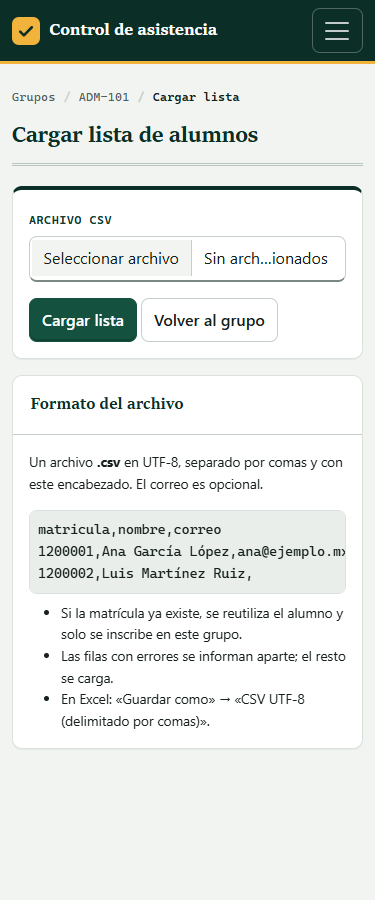 Control de asistencia
Grupos / ADM-101 / Cargar lista
Cargar lista de alumnos
ARCHIVO CSV
Seleccionar archivo Sin arch...ionados
Cargar lista Volver al grupo
Formato del archivo
Un archivo .csv en UTF-8, separado por comas y con
este encabezado. El correo es opcional.
matricula,nombre,correo
1200001,Ana García López,ana@ejemplo.mx
1200002,Luis Martínez Ruiz,
• Si la matrícula ya existe, se reutiliza el alumno y
solo se inscribe en este grupo.
• Las filas con errores se informan aparte; el resto
se carga.
• En Excel: «Guardar como» → «CSV UTF-8
(delimitado por comas)».